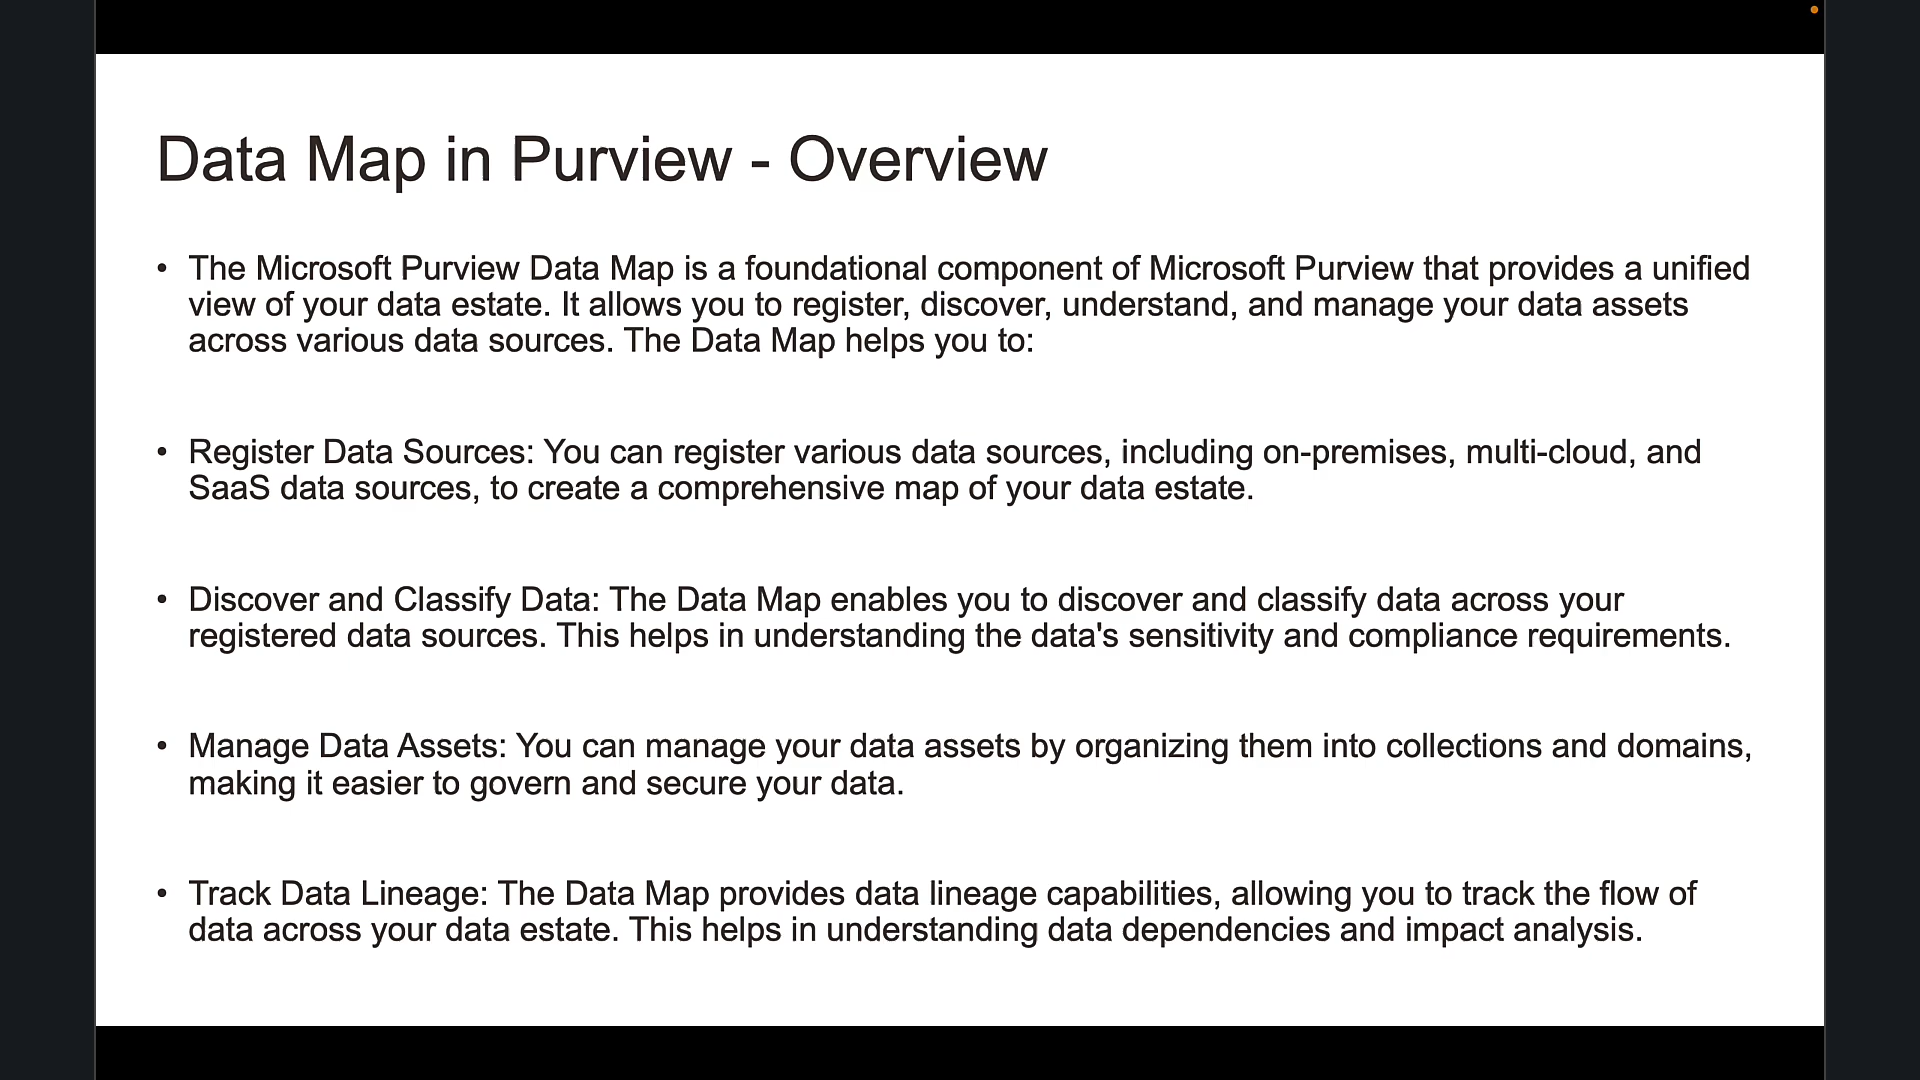 Data Map in Purview - Overview
• The Microsoft Purview Data Map is a foundational component of Microsoft Purview that provides a unified
view of your data estate. It allows you to register, discover, understand, and manage your data assets
across various data sources. The Data Map helps you to:
• Register Data Sources: You can register various data sources, including on-premises, multi-cloud, and
SaaS data sources, to create a comprehensive map of your data estate.
• Discover and Classify Data: The Data Map enables you to discover and classify data across your
registered data sources. This helps in understanding the data's sensitivity and compliance requirements.
• Manage Data Assets: You can manage your data assets by organizing them into collections and domains,
making it easier to govern and secure your data.
• Track Data Lineage: The Data Map provides data lineage capabilities, allowing you to track the flow of
data across your data estate. This helps in understanding data dependencies and impact analysis.